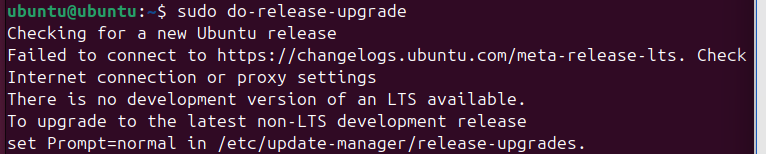 ubuntu@ubuntu:~$ sudo do-release-upgrade
Checking for a new Ubuntu release
Failed to connect to https://changelogs.ubuntu.com/meta-release-lts. Check
Internet connection or proxy settings
There is no development version of an LTS available.
To upgrade to the latest non-LTS development release
set Prompt=normal in /etc/update-manager/release-upgrades.